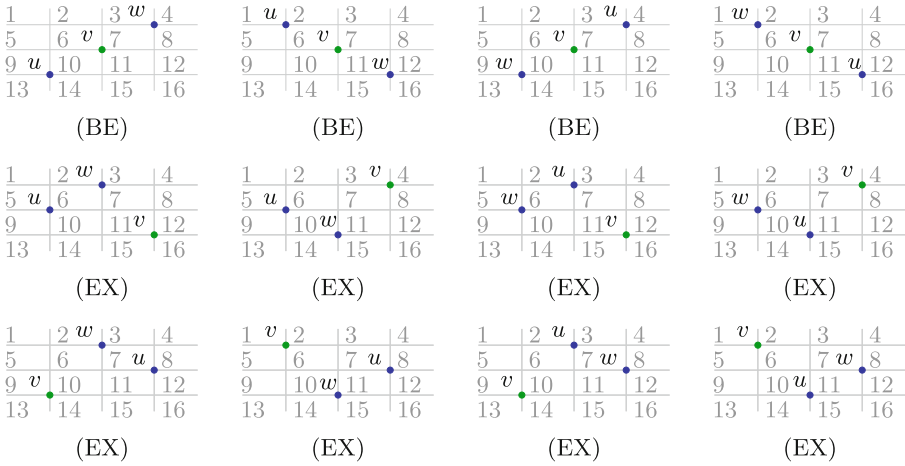 1 2 w 4 1 u 2 3 4 1 2 3 u 4 1 w 2 3 4
5 6 v 7 8 5 6 v 7 8 5 6 v 7 8 5 6 v 7 8
9 u 10 11 12 9 10 11 w 12 9 w 10 11 12 9 10 11 u 12
13 14 15 16 13 14 15 16 13 14 15 16 13 14 15 16
(BE) (BE) (BE) (BE)
1 2 w 3 4 1 2 3 v 4 1 2 u 3 4 1 2 3 v 4
5 u 6 7 8 5 u 6 7 8 5 w 6 7 8 5 w 6 7 8
9 10 11 v 12 9 10 w 11 12 9 10 11 v 12 9 10 u 11 12
13 14 15 16 13 14 15 16 13 14 15 16 13 14 15 16
(EX) (EX) (EX) (EX)
1 2 w 3 4 1 v 2 3 4 1 2 u 3 4 1 v 2 3 4
5 6 7 u 8 5 6 7 u 8 5 6 7 w 8 5 6 7 w 8
9 v 10 11 12 9 10 w 11 12 9 v 10 11 12 9 10 u 11 12
13 14 15 16 13 14 15 16 13 14 15 16 13 14 15 16
(EX) (EX) (EX) (EX)